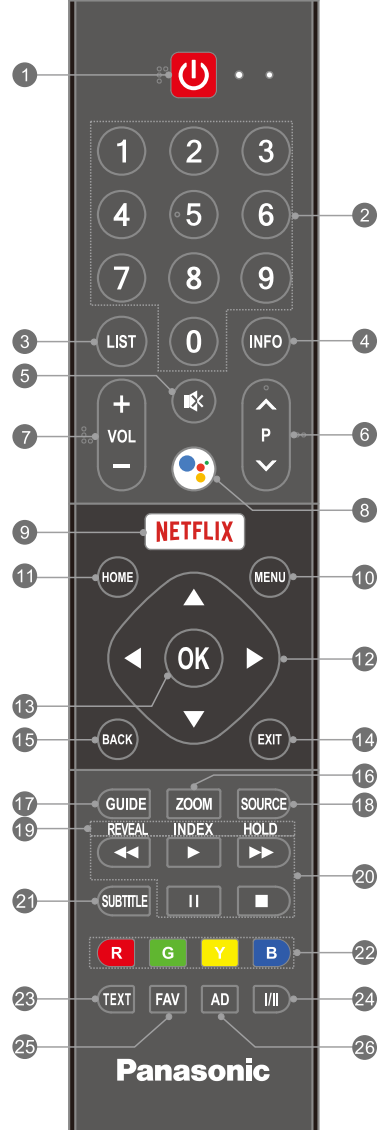 1
1 2 3
2
4 5 6
7 8 9
3 LIST 0 INFO 4
5
+ 
7 VOL P 6
−
8
9 NETFLIX
11 HOME MENU 10
OK 12
13
15 BACK EXIT 14
16
17 GUIDE ZOOM SOURCE 18
19 REVEAL INDEX HOLD
20
21 SUBTITLE
R G Y B 22
23 TEXT FAV AD I/II 24
25 26
Panasonic